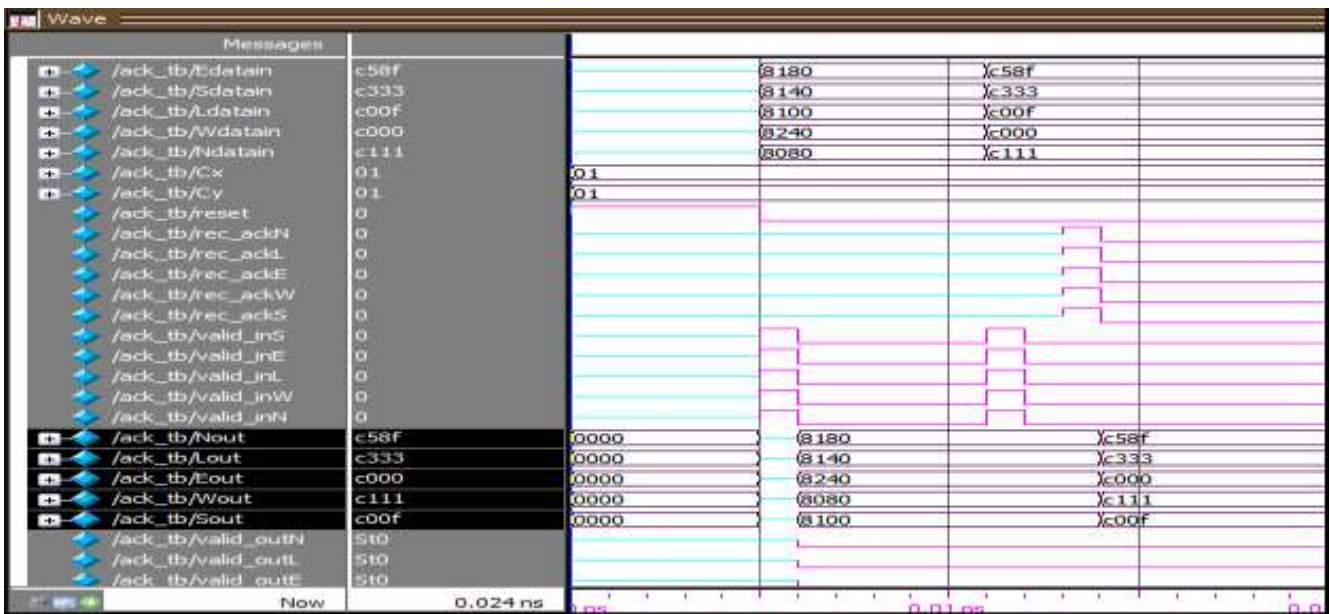 Wave
Messages
/ack_tb/Edatain c58f 8180 c58f
/ack_tb/Sdatain c333 8140 c333
/ack_tb/Ldatain c00f 8100 c00f
/ack_tb/Wdatain c000 8240 c000
/ack_tb/Ndatain c111 8080 c111
/ack_tb/Cx 01 01
/ack_tb/Cy 01 01
/ack_tb/reset 0
/ack_tb/rec_ackN 0
/ack_tb/rec_ackL 0
/ack_tb/rec_ackE 0
/ack_tb/rec_ackW 0
/ack_tb/rec_ackS 0
/ack_tb/valid_inS 0
/ack_tb/valid_inE 0
/ack_tb/valid_inL 0
/ack_tb/valid_inW 0
/ack_tb/valid_inN 0
/ack_tb/Nout c58f 0000 8180 c58f
/ack_tb/Lout c333 0000 8140 c333
/ack_tb/Eout c000 0000 8240 c000
/ack_tb/Wout c111 0000 8080 c111
/ack_tb/Sout c00f 0000 8100 c00f
/ack_tb/valid_outN St0
/ack_tb/valid_outL St0
/ack_tb/valid_outE St0
Now 0.024 ns ns 0.01 ns